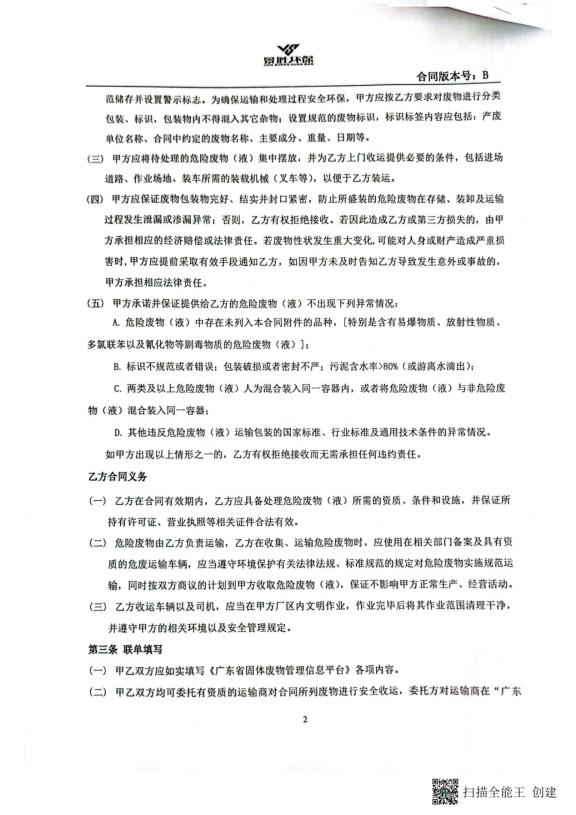 景胜环保
合同版本号：B
范储存并设置警示标志。为确保运输和处理过程安全环保，甲方应按乙方要求对废物进行分类
包装、标识，包装物内不得混入其它杂物；设置规范的废物标识，标识标签内容应包括：产废
单位名称、合同中约定的废物名称、主要成分、重量、日期等。
(三) 甲方应将待处理的危险废物（液）集中摆放，并为乙方上门收运提供必要的条件，包括进场
道路、作业场地、装车所需的装载机械（叉车等），以便于乙方装运。
(四) 甲方应保证废物包装物完好、结实并封口紧密，防止所盛装的危险废物在存储、装卸及运输
过程发生泄漏或渗漏异常；否则，乙方有权拒绝接收。若因此造成乙方或第三方损失的，由甲
方承担相应的经济赔偿或法律责任。若废物性状发生重大变化,可能对人身或财产造成严重损
害时,甲方应提前采取有效手段通知乙方，如因甲方未及时告知乙方导致发生意外或事故的，
甲方承担相应法律责任。
(五) 甲方承诺并保证提供给乙方的危险废物（液）不出现下列异常情况：
A. 危险废物（液）中存在未列入本合同附件的品种，[特别是含有易爆物质、放射性物质、
多氯联苯以及氰化物等剧毒物质的危险废物（液）]；
B. 标识不规范或者错误；包装破损或者密封不严；污泥含水率>80%（或游离水滴出）；
C. 两类及以上危险废物（液）人为混合装入同一容器内，或者将危险废物（液）与非危险废
物（液）混合装入同一容器；
D. 其他违反危险废物（液）运输包装的国家标准、行业标准及通用技术条件的异常情况。
如甲方出现以上情形之一的，乙方有权拒绝接收而无需承担任何违约责任。
乙方合同义务
(一) 乙方在合同有效期内，乙方应具备处理危险废物（液）所需的资质、条件和设施，并保证所
持有许可证、营业执照等相关证件合法有效。
(二) 危险废物由乙方负责运输，乙方在收集、运输危险废物时，应使用在相关部门备案及具有资
质的危废运输车辆，应当遵守环境保护有关法律法规、标准规范的规定对危险废物实施规范运
输，同时按双方商议的计划到甲方收取危险废物（液），保证不影响甲方正常生产、经营活动。
(三) 乙方收运车辆以及司机，应当在甲方厂区内文明作业，作业完毕后将其作业范围清理干净，
并遵守甲方的相关环境以及安全管理规定。
第三条 联单填写
(一) 甲乙双方应如实填写《广东省固体废物管理信息平台》各项内容。
(二) 甲乙双方均可委托有资质的运输商对合同所列废物进行安全收运，委托方对运输商在“广东
2
扫描全能王 创建